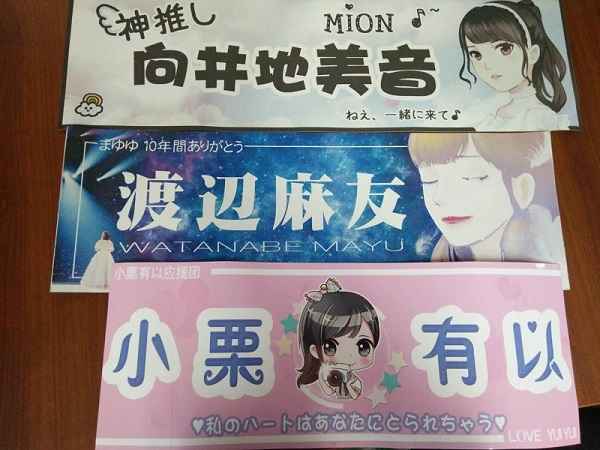 神推し
MION♪~
向井地美音
ねえ、一緒に来て♪
まゆゆ 10年間ありがとう
渡辺麻友
WATANABE MAYU
小栗有以应援团
小栗 有以
♥私のハートはあなたにとられちゃう♥
LOVE YUIYUI